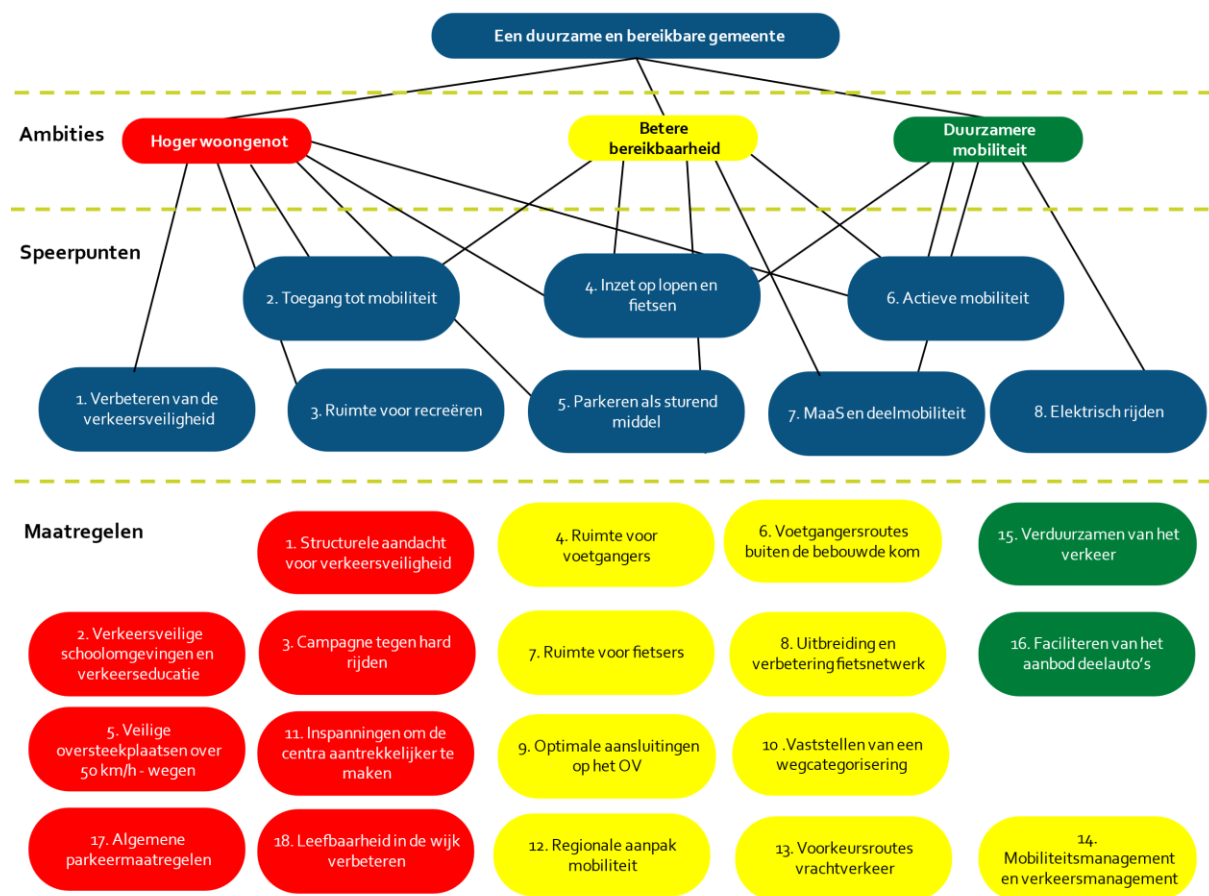 Een duurzame en bereikbare gemeente
Ambities
Hoger woongenot
Betere
bereikbaarheid
Duurzamere
mobiliteit
Speerpunten
2. Toegang tot mobiliteit
4. Inzet op lopen en
fietsen
6. Actieve mobiliteit
1. Verbeteren van de
verkeersveiligheid
3. Ruimte voor recreëren
5. Parkeren als sturend
middel
7. MaaS en deelmobiliteit
8. Elektrisch rijden
Maatregelen
1. Structurele aandacht
voor verkeersveiligheid
4. Ruimte voor
voetgangers
6. Voetgangersroutes
buiten de bebouwde kom
15. Verduurzamen van het
verkeer
2. Verkeersveilige
schoolomgevingen en
verkeerseducatie
3. Campagne tegen hard
rijden
7. Ruimte voor fietsers
8. Uitbreiding en
verbetering fietsnetwerk
16. Faciliteren van het
aanbod deelauto's
5. Veilige
oversteekplaatsen over
50 km/h - wegen
11. Inspanningen om de
centra aantrekkelijker te
maken
9. Optimale aansluitingen
op het OV
10 .Vaststellen van een
wegcategorisering
17. Algemene
parkeermaatregelen
18. Leefbaarheid in de wijk
verbeteren
12. Regionale aanpak
mobiliteit
13. Voorkeursroutes
vrachtverkeer
14.
Mobiliteitsmanagement
en verkeersmanagement